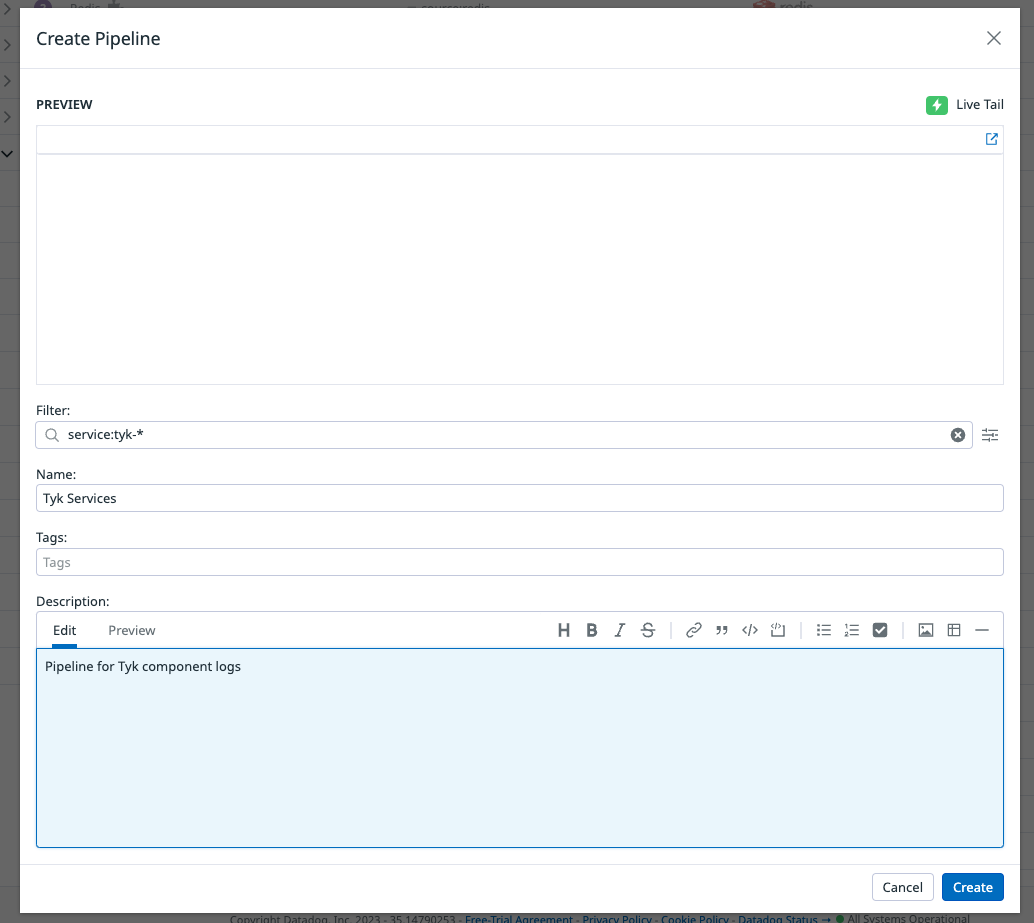 Create Pipeline
PREVIEW
Live Tail
Filter:
service:tyk-*
Name:
Tyk Services
Tags:
Tags
Description:
Edit Preview
Pipeline for Tyk component logs
Cancel Create
Copyright Datadog, Inc. 2023 - 35.14790253 - Free-Trial Agreement - Privacy Policy - Cookie Policy - Datadog Status → All Systems Operational